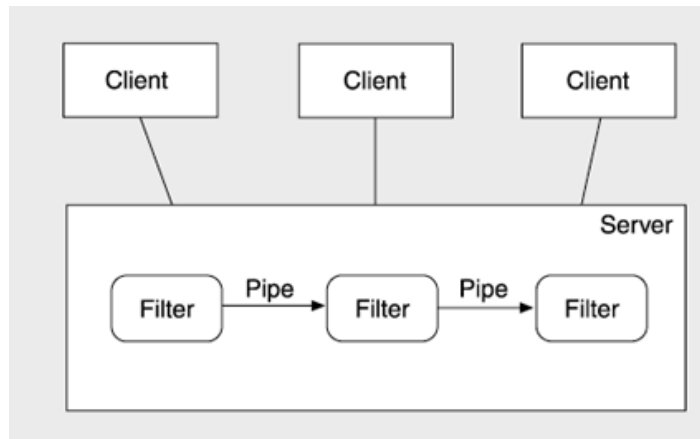 Client
Client
Client
Server
Filter
Pipe
Filter
Pipe
Filter